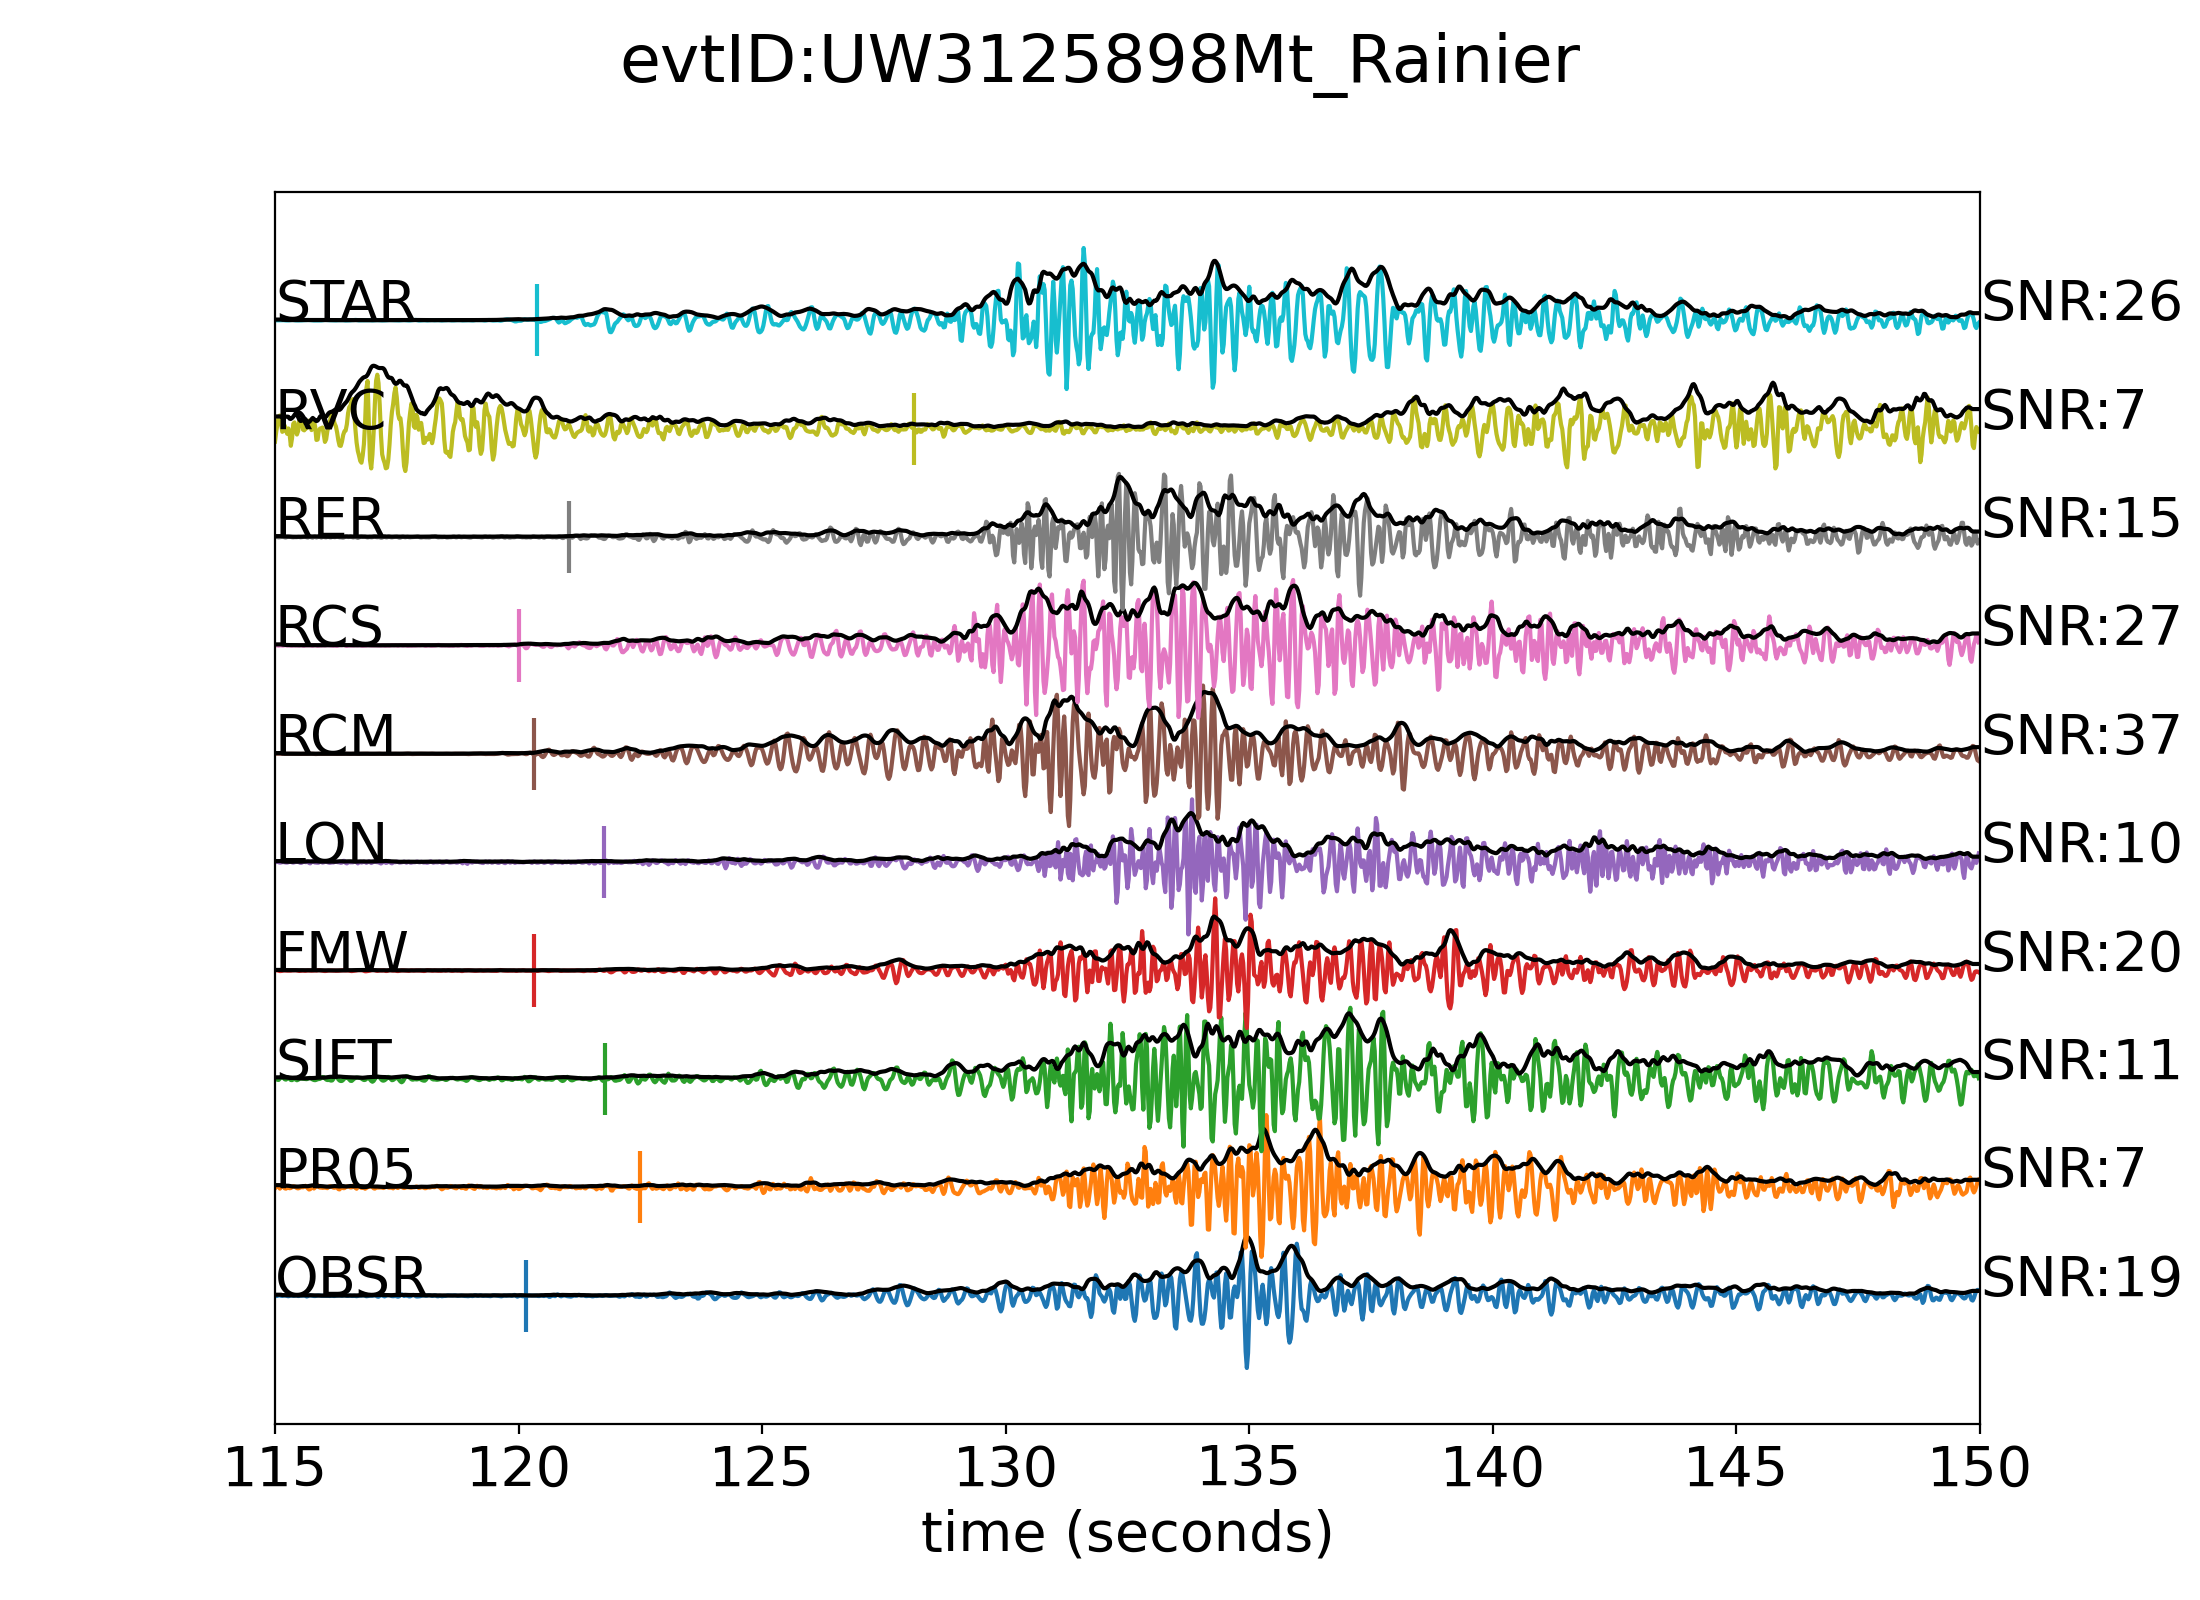 evtID:UW3125898Mt_Rainier
STAR SNR:26
RVC SNR:7
RER SNR:15
RCS SNR:27
RCM SNR:37
LON SNR:10
FMW SNR:20
SIFT SNR:11
PR05 SNR:7
OBSR SNR:19
115 120 125 130 135 140 145 150
time (seconds)